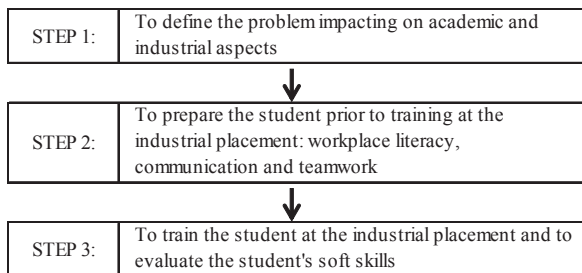 STEP 1:
To define the problem impacting on academic and
industrial aspects
STEP 2:
To prepare the student prior to training at the
industrial placement: workplace literacy,
communication and teamwork
STEP 3:
To train the student at the industrial placement and to
evaluate the student's soft skills